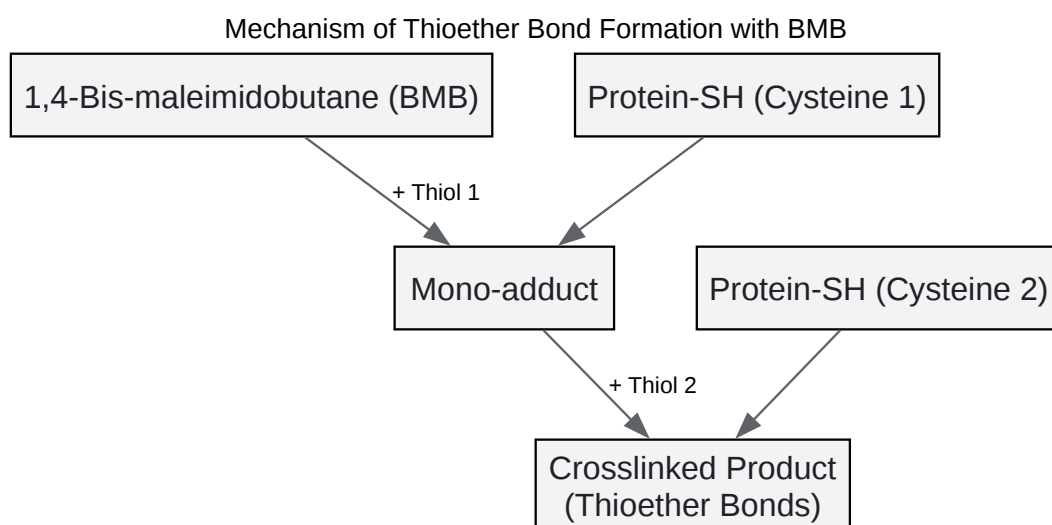 Mechanism of Thioether Bond Formation with BMB
1,4-Bis-maleimidobutane (BMB)
Protein-SH (Cysteine 1)
+ Thiol 1
Mono-adduct
Protein-SH (Cysteine 2)
+ Thiol 2
Crosslinked Product
(Thioether Bonds)